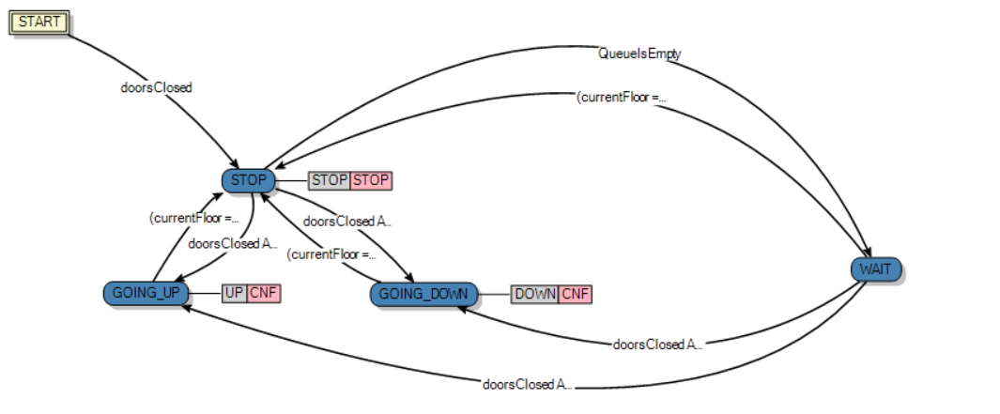 START
QueueIsEmpty
doorsClosed
(currentFloor =...
STOP
STOP STOP
(currentFloor =...
doorsClosed A...
doorsClosed A...
(currentFloor =...
WAIT
GOING_UP
UP CNF
GOING_DOWN
DOWN CNF
doorsClosed A...
doorsClosed A...